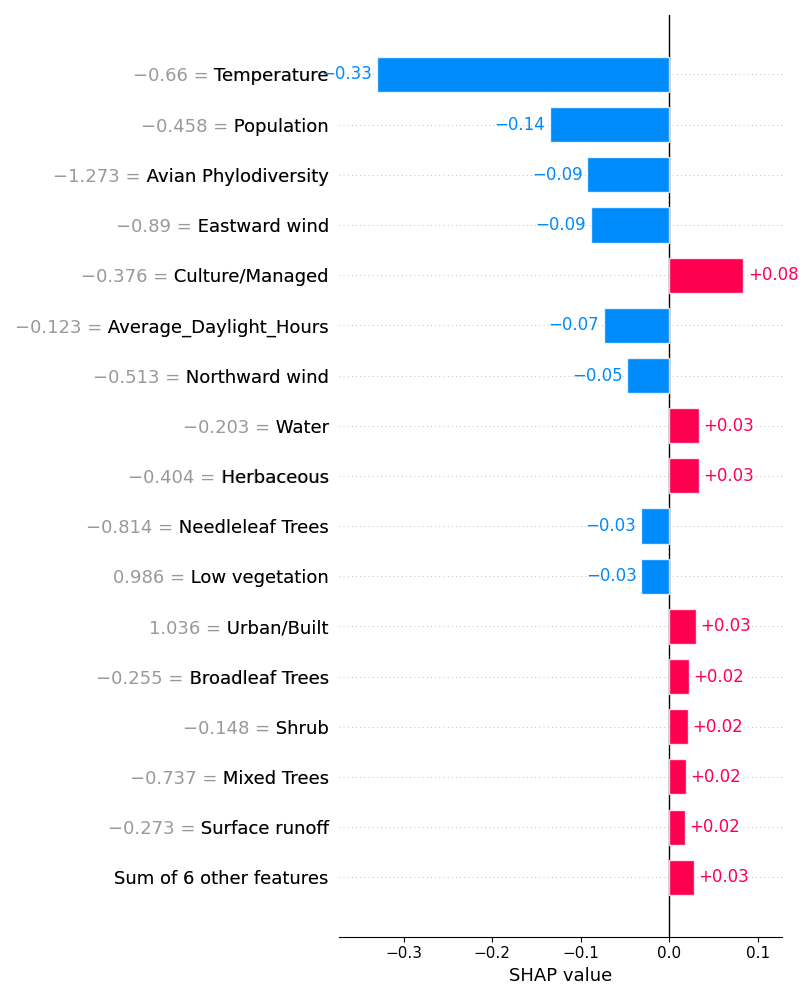 −0.66 = Temperature −0.33
−0.458 = Population −0.14
−1.273 = Avian Phylodiversity −0.09
−0.89 = Eastward wind −0.09
−0.376 = Culture/Managed +0.08
−0.123 = Average_Daylight_Hours −0.07
−0.513 = Northward wind −0.05
−0.203 = Water +0.03
−0.404 = Herbaceous +0.03
−0.814 = Needleleaf Trees −0.03
0.986 = Low vegetation −0.03
1.036 = Urban/Built +0.03
−0.255 = Broadleaf Trees +0.02
−0.148 = Shrub +0.02
−0.737 = Mixed Trees +0.02
−0.273 = Surface runoff +0.02
Sum of 6 other features +0.03
−0.3 −0.2 −0.1 0.0 0.1
SHAP value